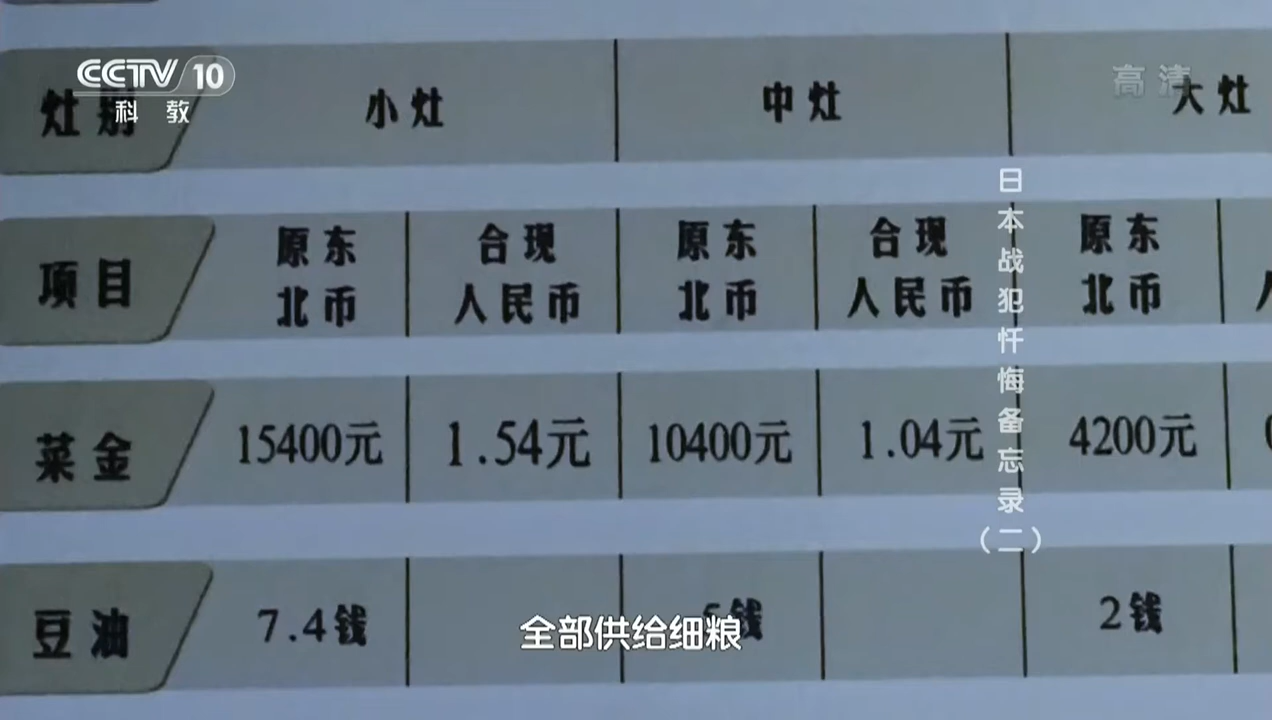 CCTV 10
科教
高清
灶别
小灶
中灶
大灶
项目
原东
北币
合现
人民币
原东
北币
合现
人民币
原东
北币
菜金
15400元
1.54元
10400元
1.04元
4200元
豆油
7.4钱
5钱
2钱
日本战犯忏悔备忘录(二)
全部供给细粮